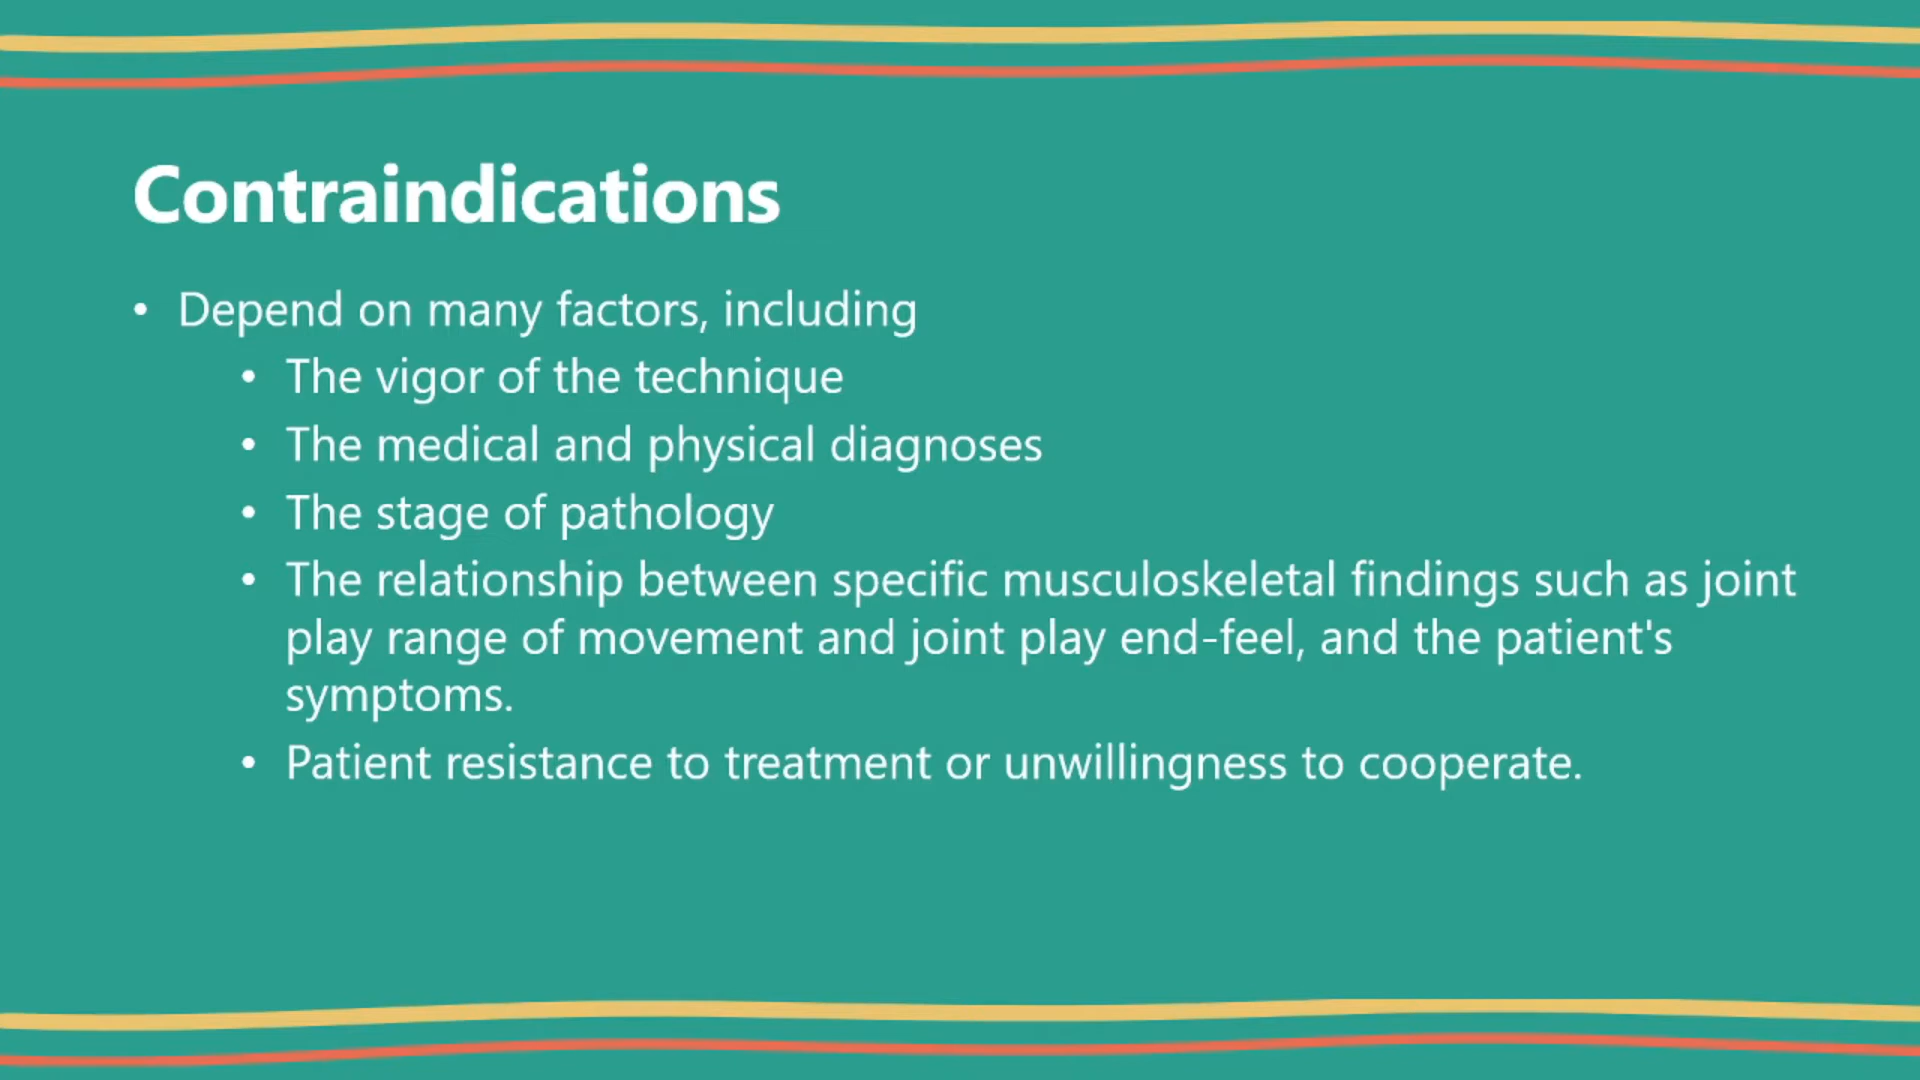 Contraindications
• Depend on many factors, including
• The vigor of the technique
• The medical and physical diagnoses
• The stage of pathology
• The relationship between specific musculoskeletal findings such as joint
play range of movement and joint play end-feel, and the patient's
symptoms.
• Patient resistance to treatment or unwillingness to cooperate.